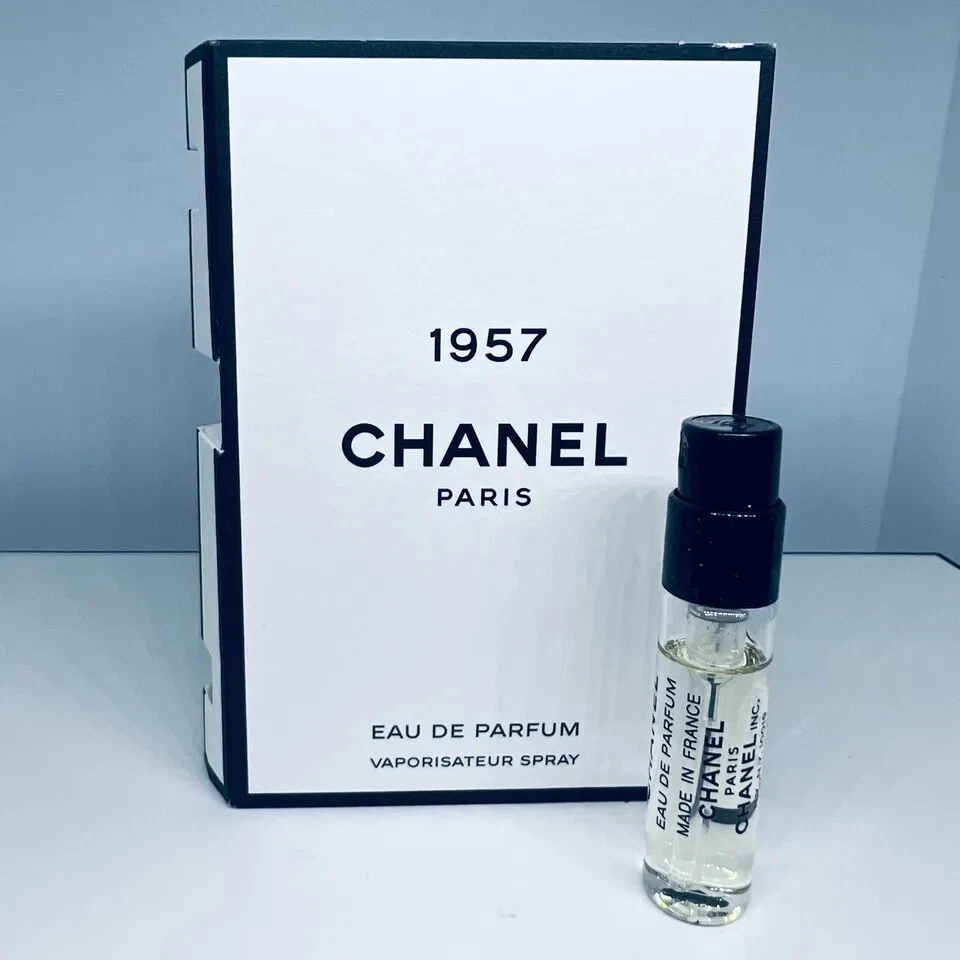 1957
CHANEL
PARIS
EAU DE PARFUM
VAPORISATEUR SPRAY
EAU DE PARFUM
MADE IN FRANCE
CHANEL
PARIS
CHANEL, INC.